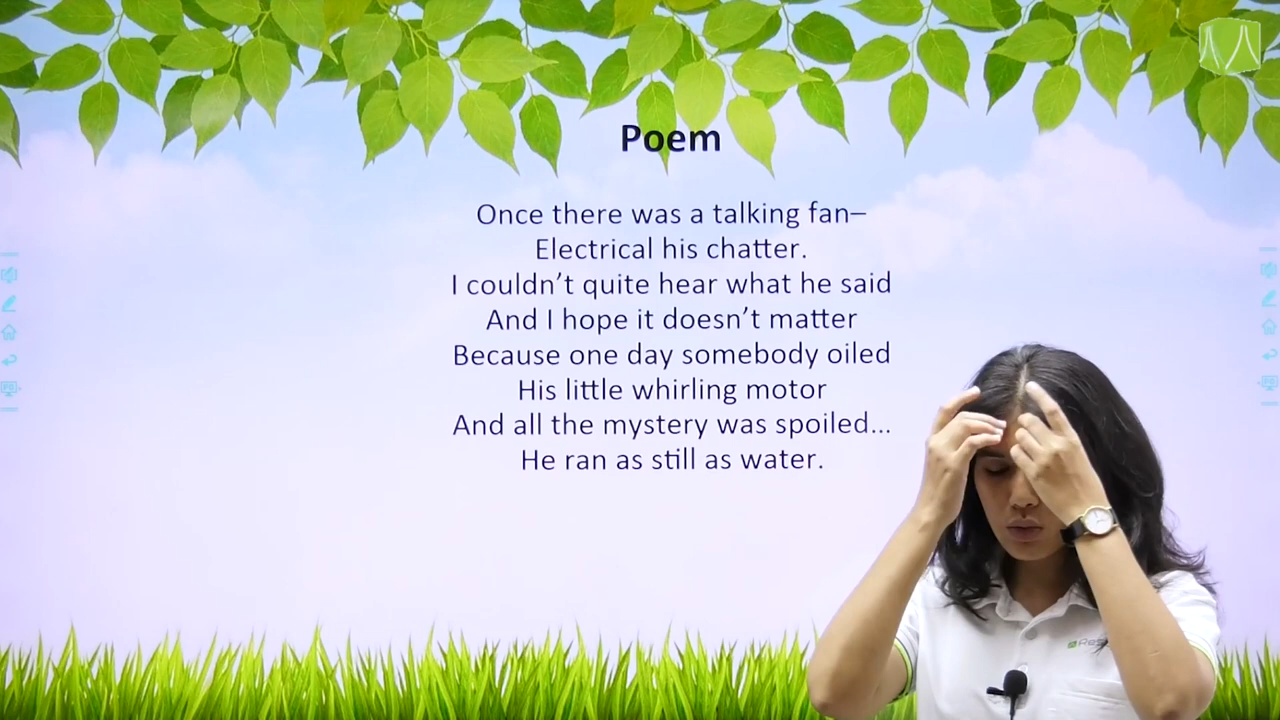 Poem
Once there was a talking fan–
Electrical his chatter.
I couldn’t quite hear what he said
And I hope it doesn’t matter
Because one day somebody oiled
His little whirling motor
And all the mystery was spoiled...
He ran as still as water.